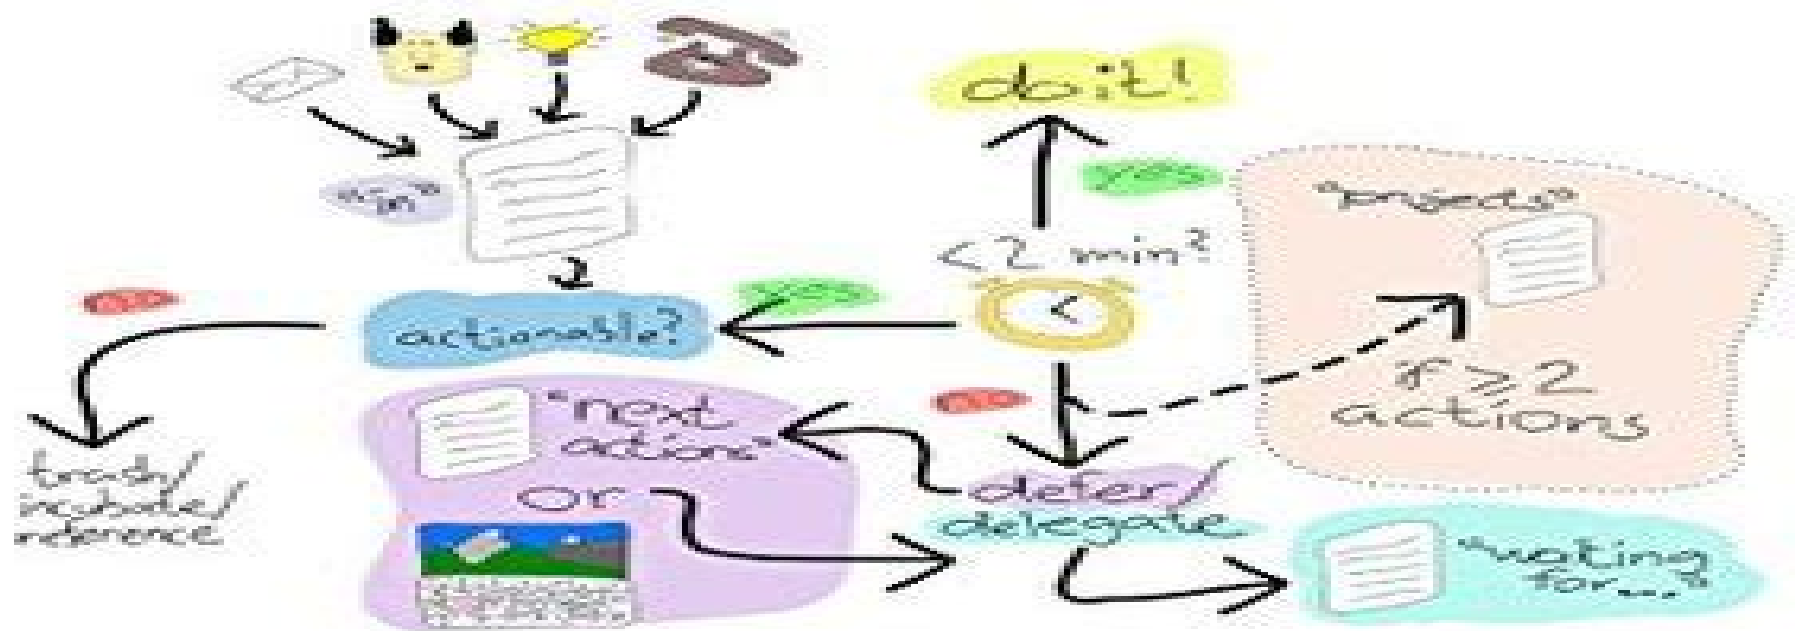 do it!
yes
"in"
"projects"
< 2 min?
no
yes
actionable?
if ≥ 2
actions
no
"next
actions"
trash/
incubate/
reference
or
defer/
delegate
"waiting
for..."